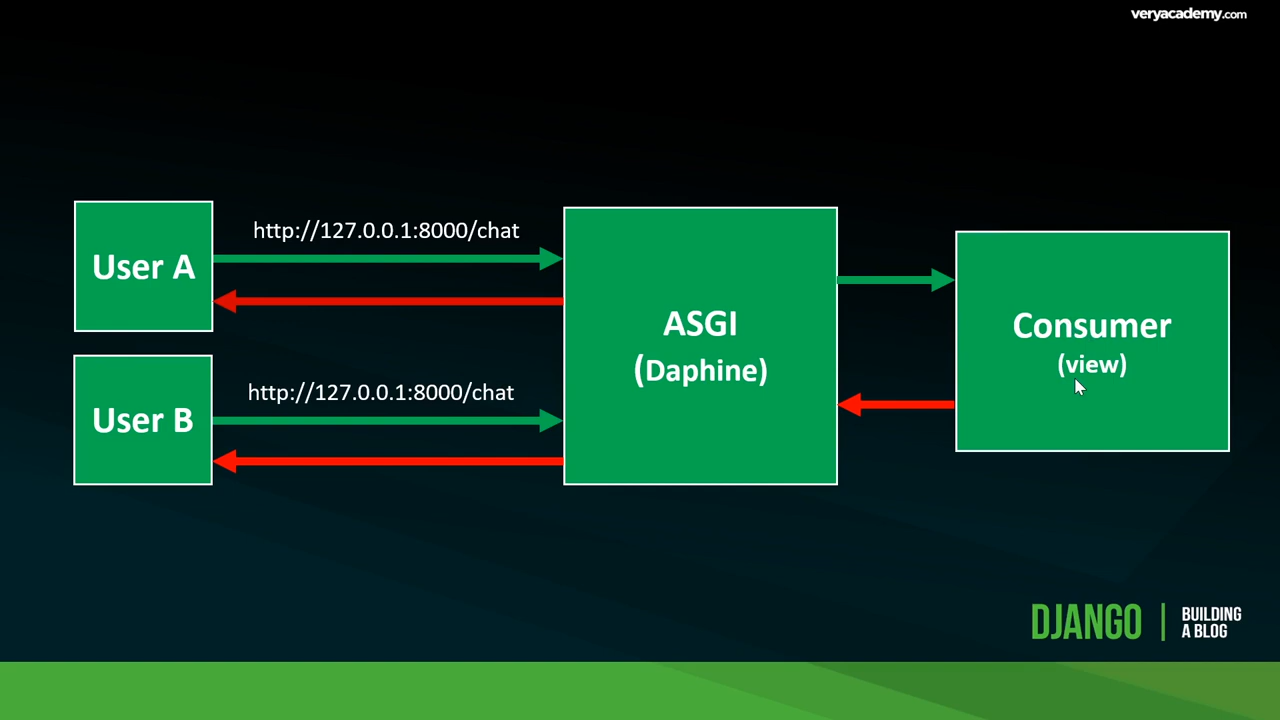 veryacademy.com
User A
http://127.0.0.1:8000/chat
User B
http://127.0.0.1:8000/chat
ASGI
(Daphine)
Consumer
(view)
DJANGO
BUILDING
A BLOG